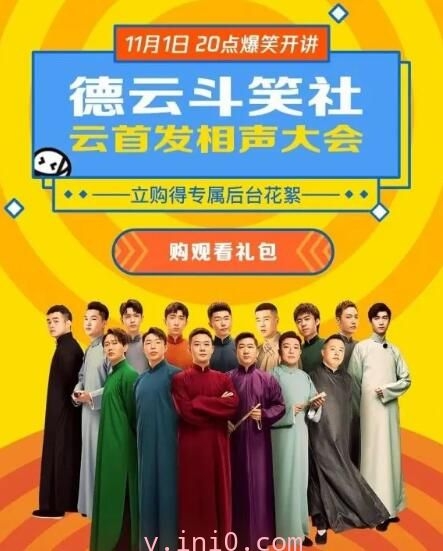 11月1日 20点爆笑开讲
德云斗笑社
云首发相声大会
立购得专属后台花絮
购观看礼包
v.ini0.com